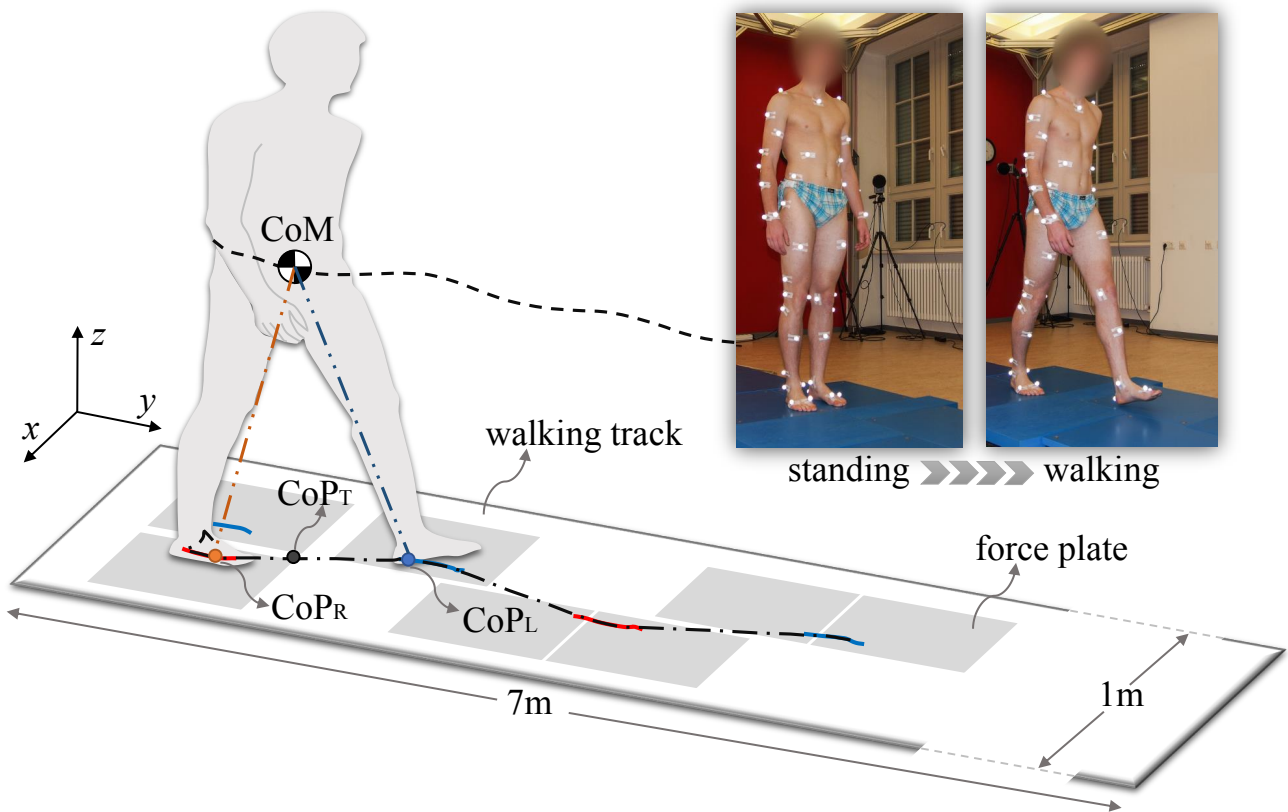 CoM
z
y
x
walking track
standing
walking
CoPT
force plate
CoPR
CoPL
7m
1m